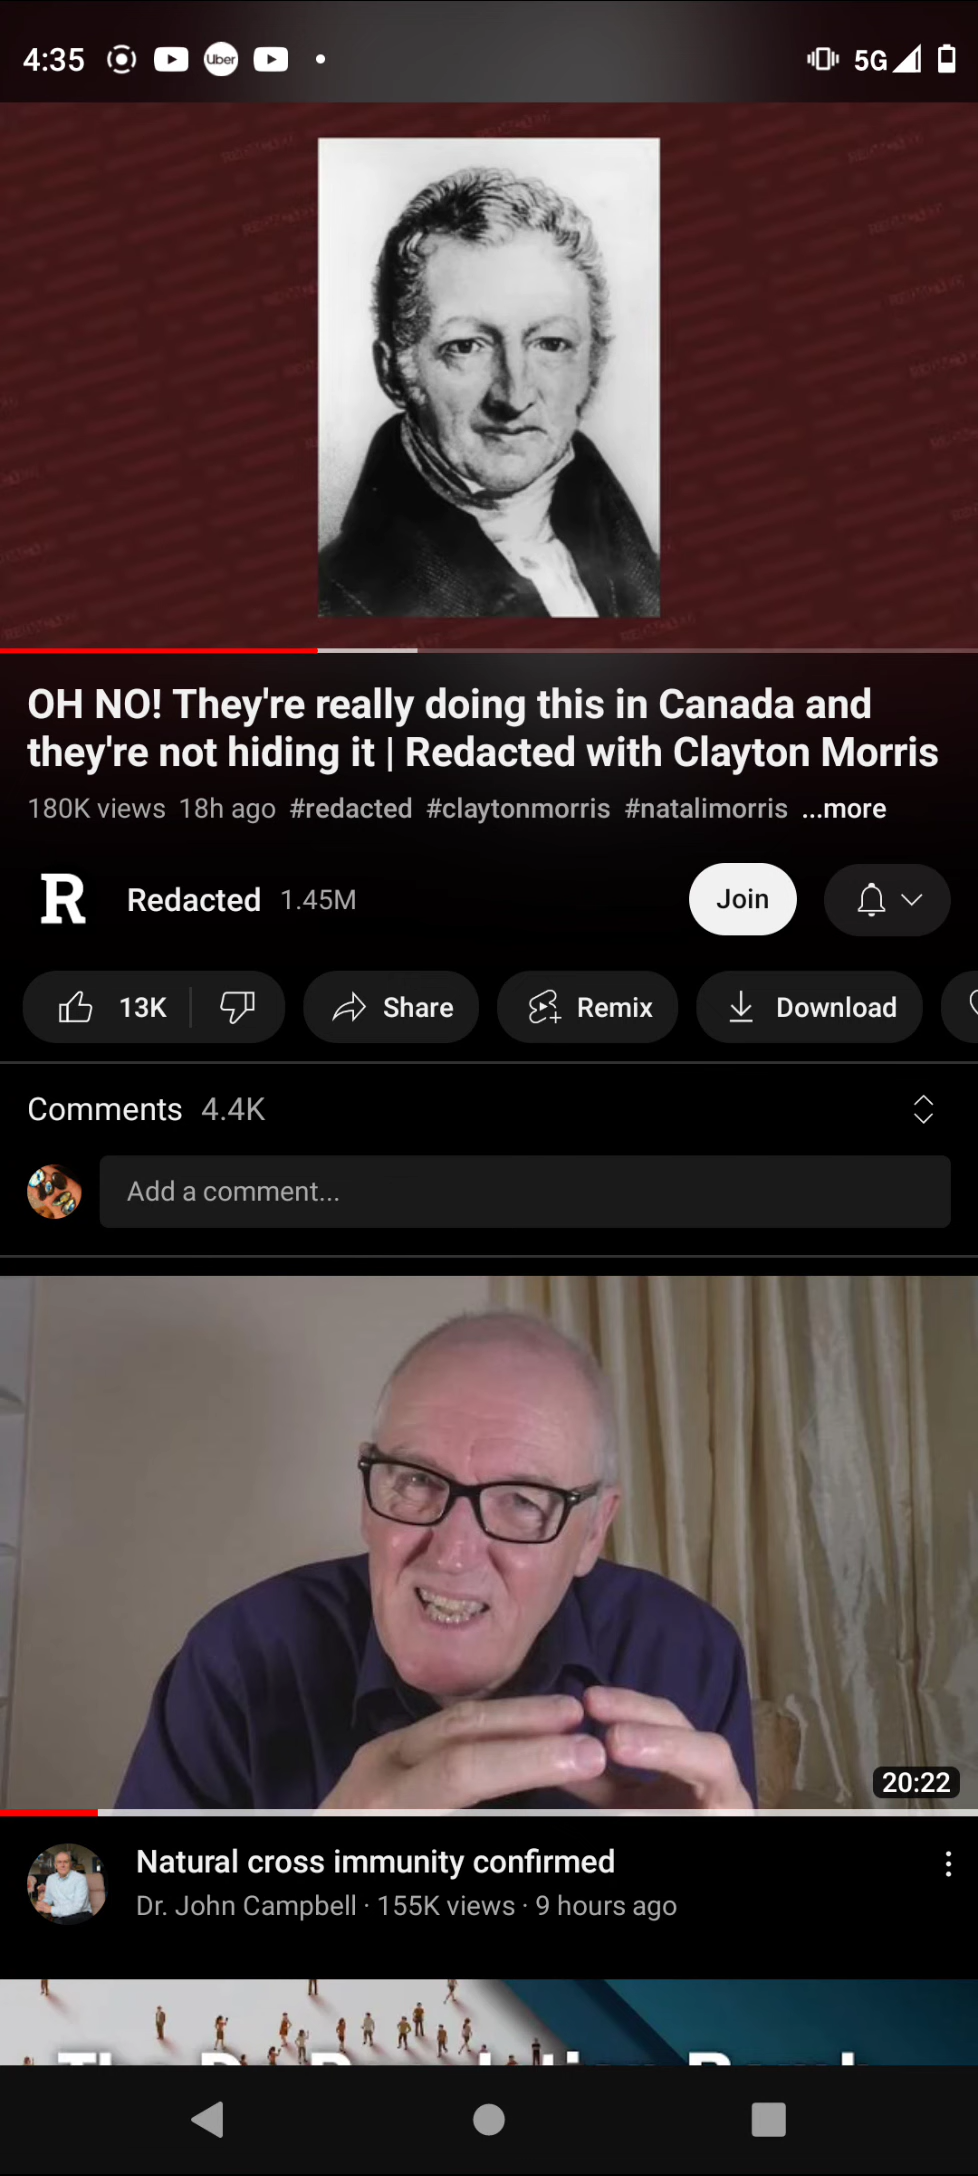 4:35 Uber 5G
REDACTED
OH NO! They're really doing this in Canada and
they're not hiding it | Redacted with Clayton Morris
180K views 18h ago #redacted #claytonmorris #natalimorris ...more
R Redacted 1.45M Join
13K Share Remix Download
Comments 4.4K
Add a comment...
20:22
Natural cross immunity confirmed
Dr. John Campbell · 155K views · 9 hours ago